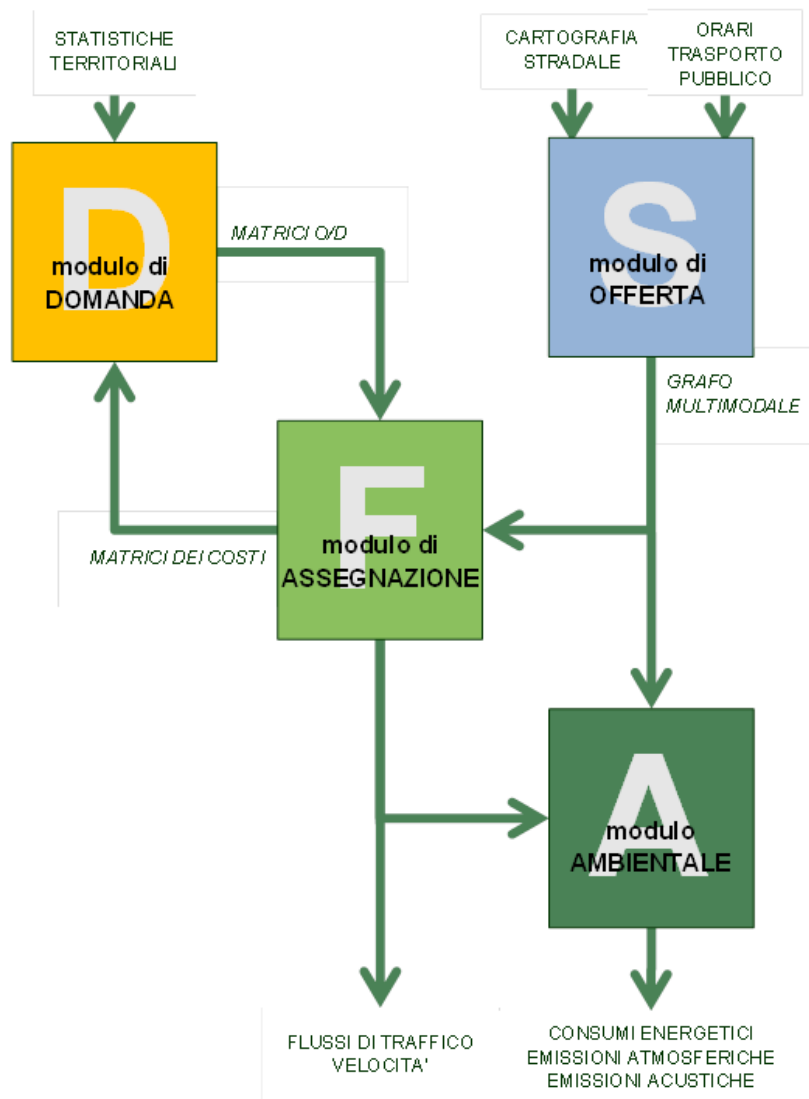 STATISTICHE
TERRITORIALI
CARTOGRAFIA
STRADALE
ORARI
TRASPORTO
PUBBLICO
D
modulo di
DOMANDA
MATRICI O/D
S
modulo di
OFFERTA
GRAFO
MULTIMODALE
F
modulo di
ASSEGNAZIONE
MATRICI DEI COSTI
A
modulo
AMBIENTALE
FLUSSI DI TRAFFICO
VELOCITA'
CONSUMI ENERGETICI
EMISSIONI ATMOSFERICHE
EMISSIONI ACUSTICHE